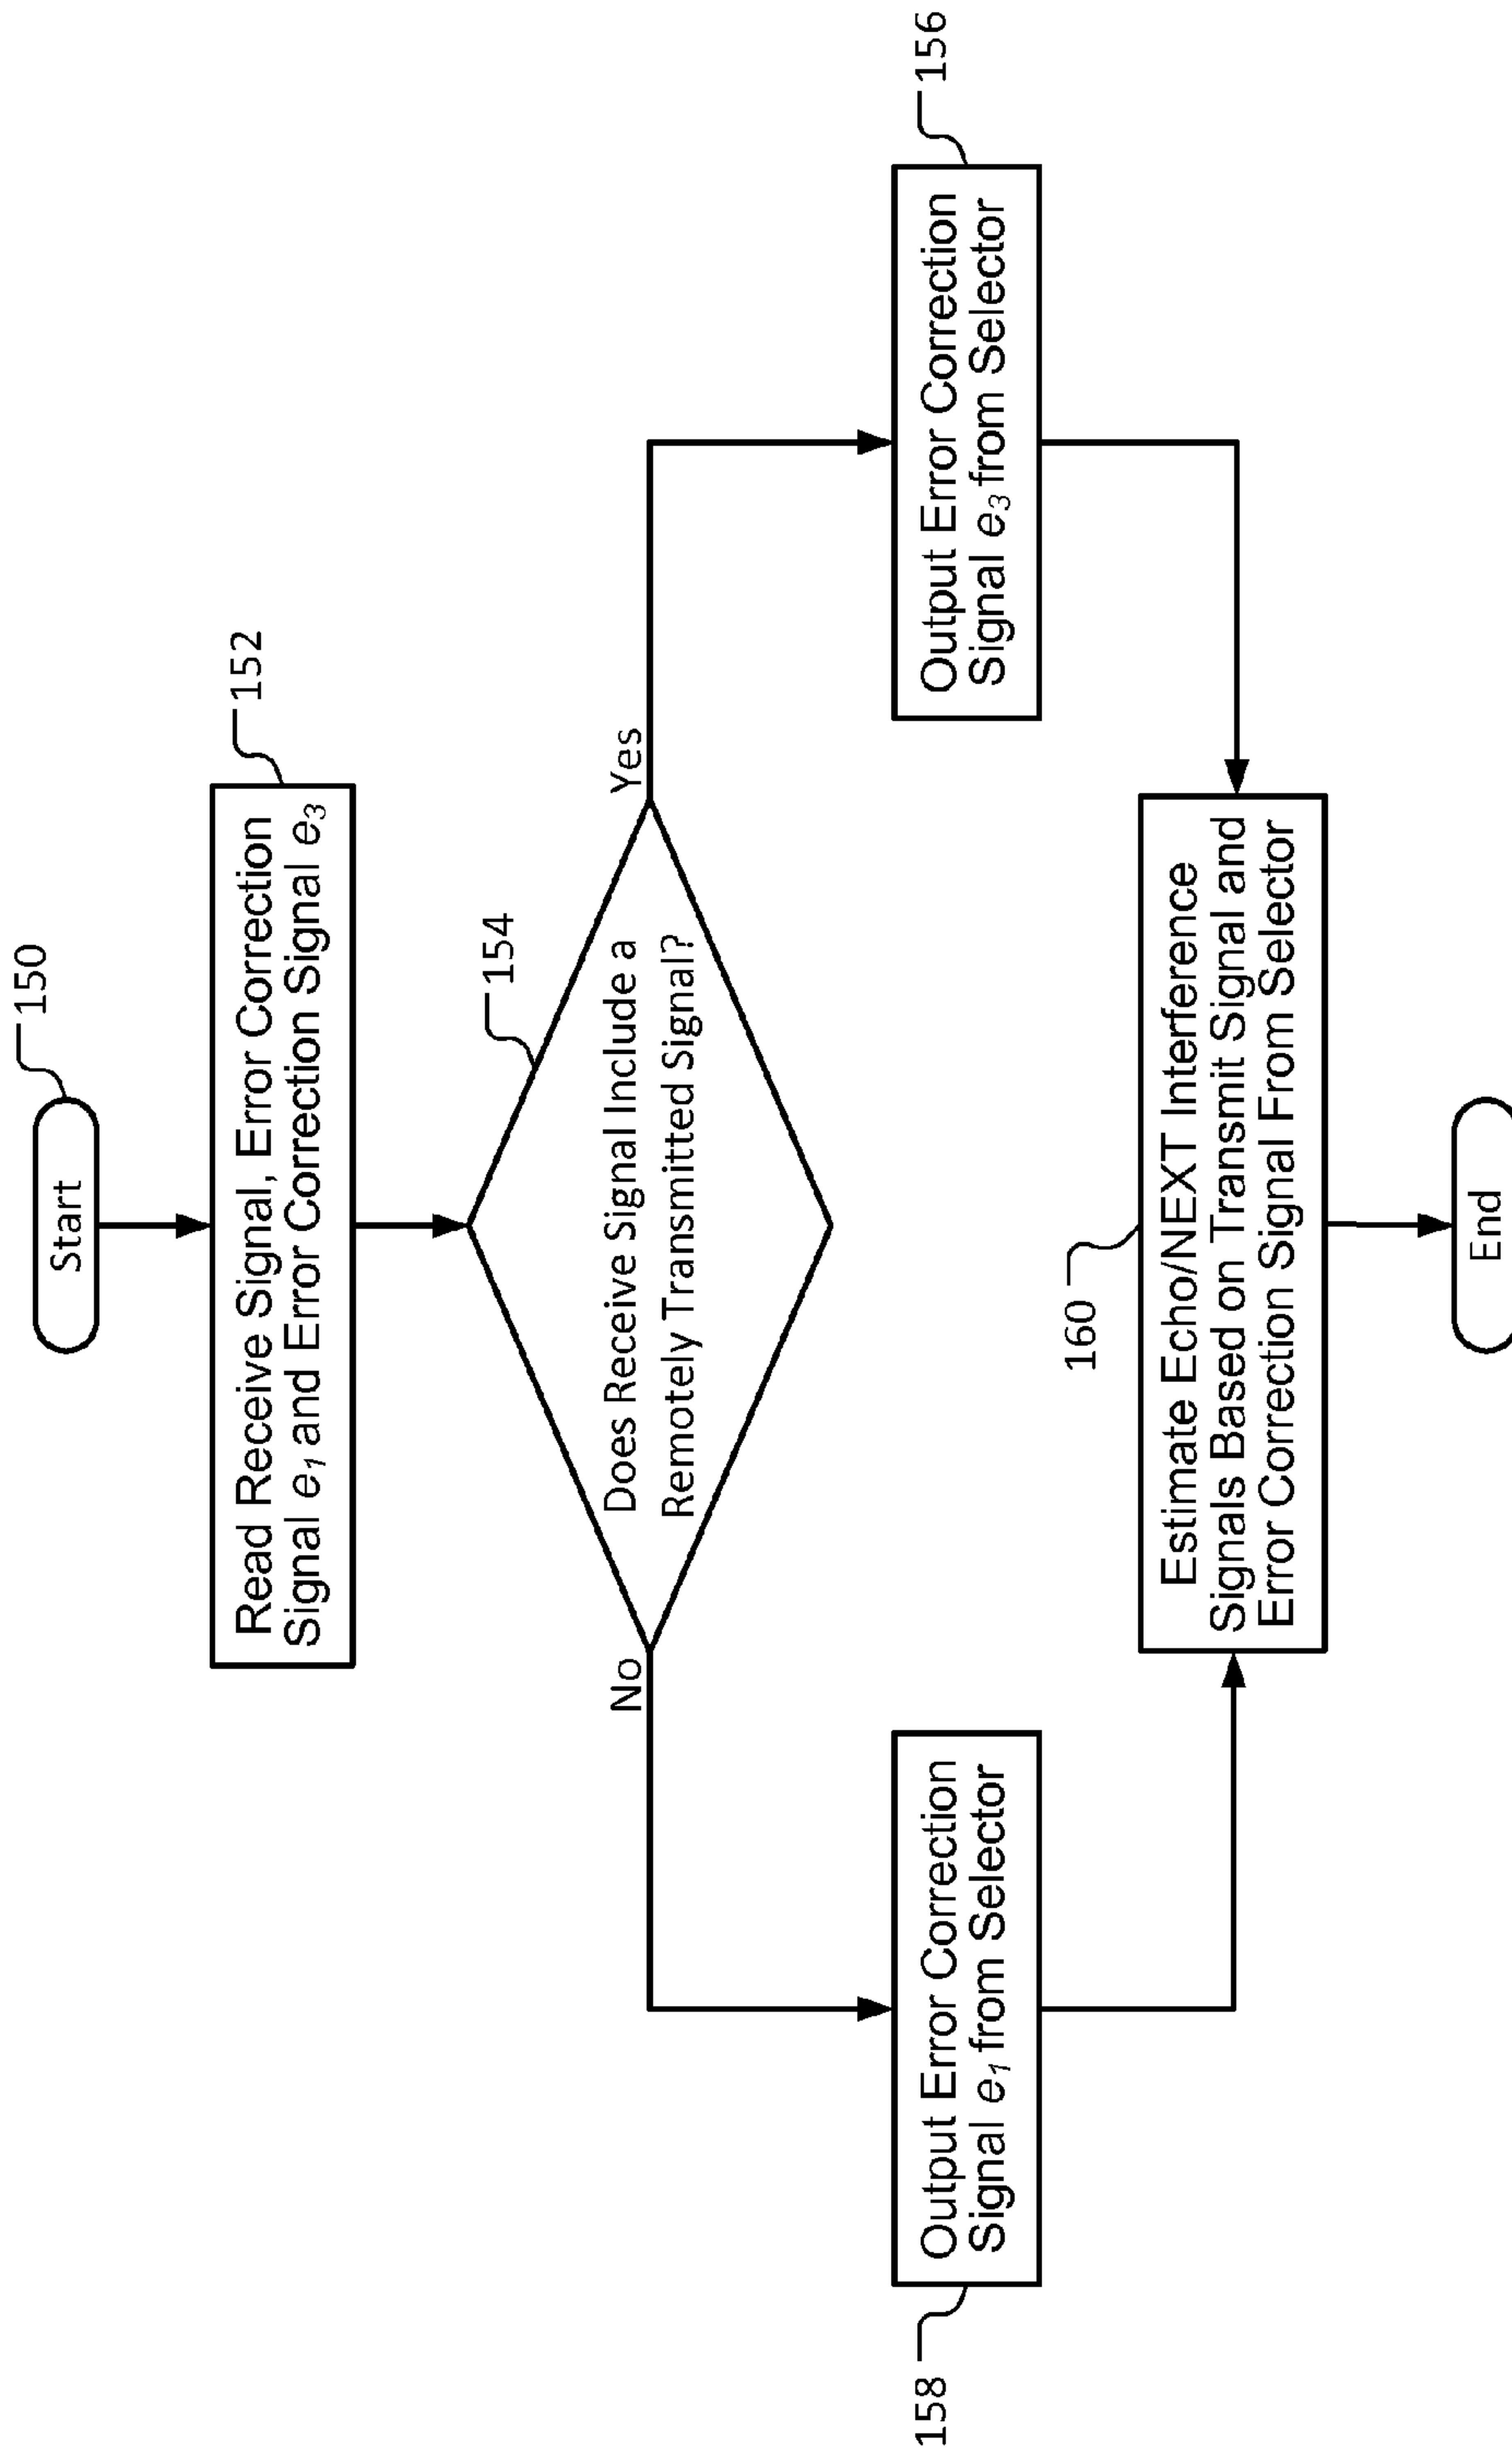 Start
150
Read Receive Signal, Error Correction
Signal e1 and Error Correction Signal e3
152
154
Does Receive Signal Include a
Remotely Transmitted Signal?
No
Yes
Output Error Correction
Signal e1 from Selector
158
Output Error Correction
Signal e3 from Selector
156
160
Estimate Echo/NEXT Interference
Signals Based on Transmit Signal and
Error Correction Signal From Selector
End